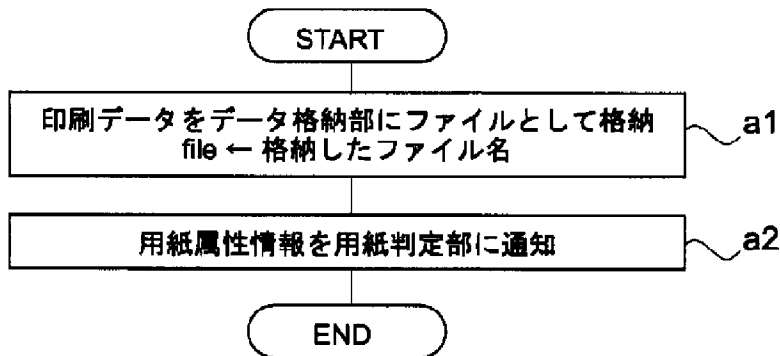 START
印刷データをデータ格納部にファイルとして格納
file ← 格納したファイル名
a1
用紙属性情報を用紙判定部に通知
a2
END